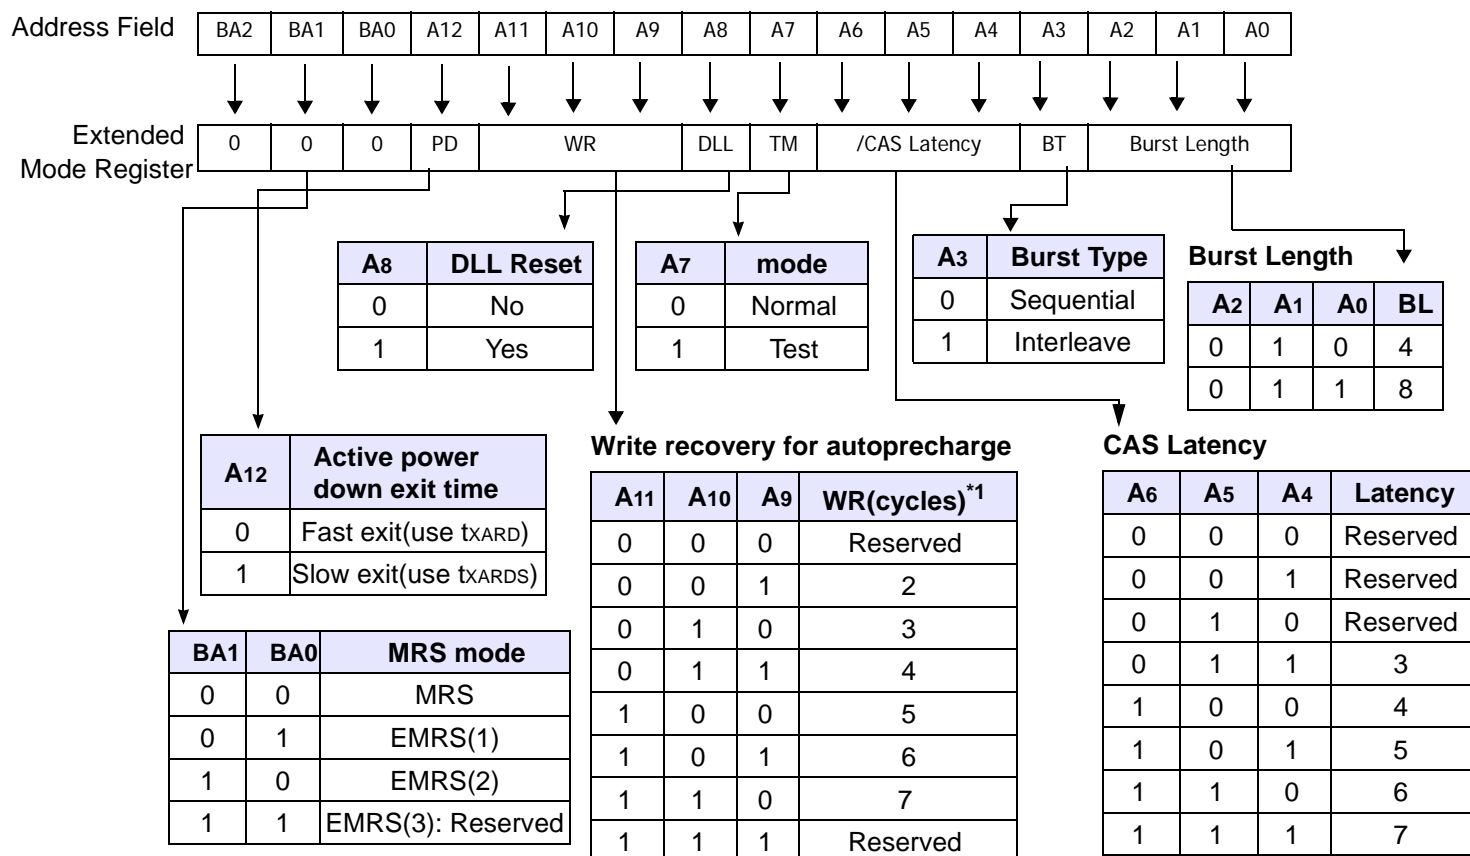 Address Field BA2 BA1 BA0 A12 A11 A10 A9 A8 A7 A6 A5 A4 A3 A2 A1 A0
Extended
Mode Register 0 0 0 PD WR DLL TM /CAS Latency BT Burst Length
A8 DLL Reset
0 No
1 Yes
A7 mode
0 Normal
1 Test
A3 Burst Type
0 Sequential
1 Interleave
Burst Length
A2 A1 A0 BL
0 1 0 4
0 1 1 8
A12 Active power
down exit time
0 Fast exit(use tXARD)
1 Slow exit(use tXARDS)
BA1 BA0 MRS mode
0 0 MRS
0 1 EMRS(1)
1 0 EMRS(2)
1 1 EMRS(3): Reserved
Write recovery for autoprecharge
A11 A10 A9 WR(cycles)*1
0 0 0 Reserved
0 0 1 2
0 1 0 3
0 1 1 4
1 0 0 5
1 0 1 6
1 1 0 7
1 1 1 Reserved
CAS Latency
A6 A5 A4 Latency
0 0 0 Reserved
0 0 1 Reserved
0 1 0 Reserved
0 1 1 3
1 0 0 4
1 0 1 5
1 1 0 6
1 1 1 7